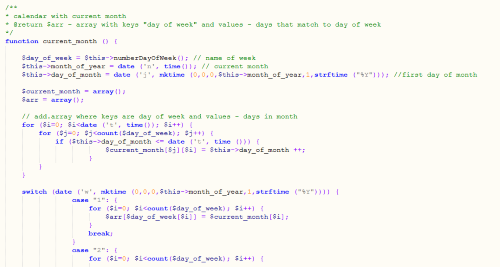 /**
* calendar with current month
* @return $arr - array with keys "day of week" and values - days that match to day of week
*/
function current_month () {
$day_of_week = $this->numberDayOfWeek(); // name of week
$this->month_of_year = date ('n', time()); // current month
$this->day_of_month = date ('j', mktime (0,0,0,$this->month_of_year,1,strftime ("%Y"))); //first day of month
$current_month = array();
$arr = array();
// add.array where keys are day of week and values - days in month
for ($i=0; $i<date ('t', time()); $i++) {
for ($j=0; $j<count($day_of_week); $j++) {
if ($this->day_of_month <= date ('t', time ())) {
$current_month[$j][$i] = $this->day_of_month ++;
}
}
}
switch (date ('w', mktime (0,0,0,$this->month_of_year,1,strftime ("%Y")))) {
case "1": {
for ($i=0; $i<count($day_of_week); $i++) {
$arr[$day_of_week[$i]] = $current_month[$i];
}
break;
}
case "2": {
for ($i=0; $i<count($day_of_week); $i++) {